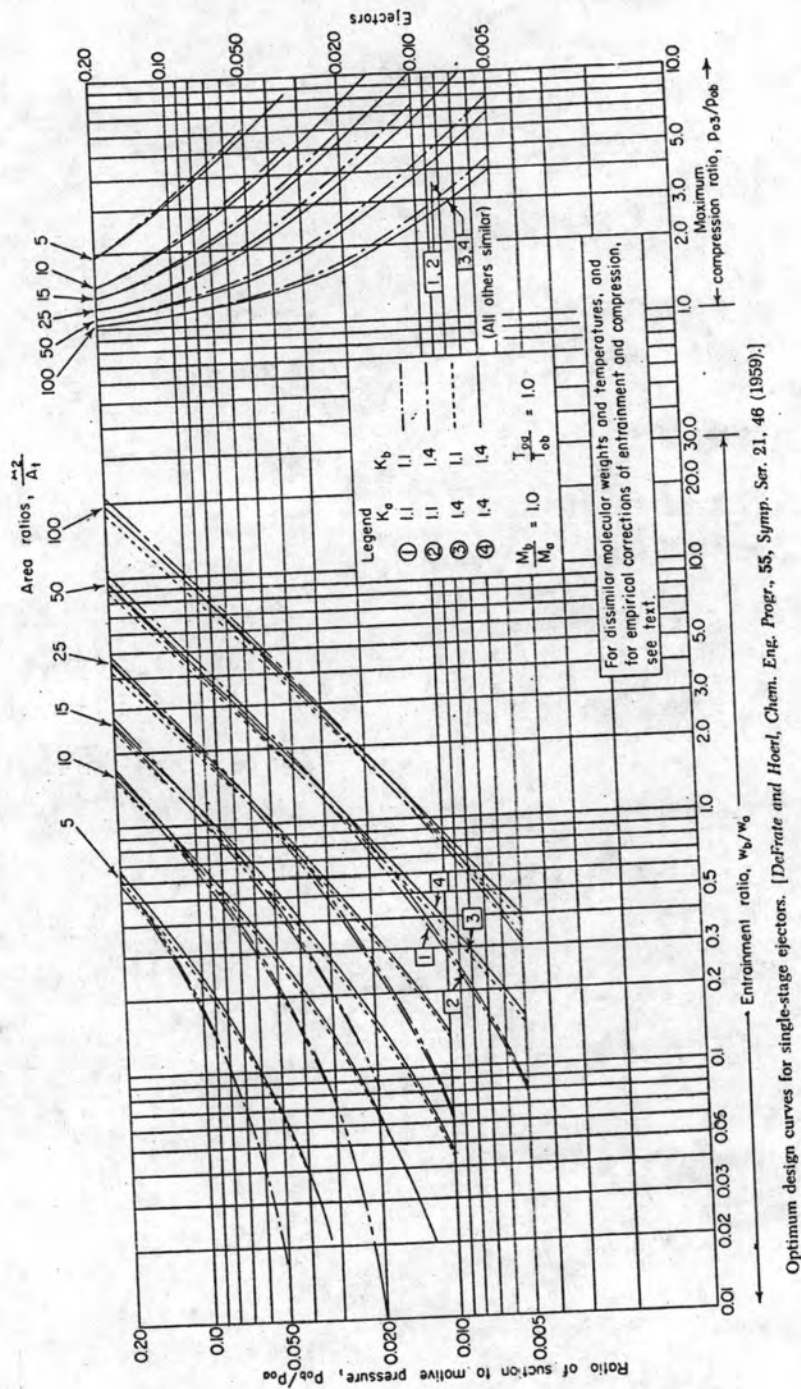 Ejectors
Area ratios, A2/At
5 10 15 25 50 100
100 50 25 15 10 5
Ratio of suction to motive pressure, pob/poa
0.20
0.10
0.050
0.020
0.010
0.005
0.20
0.10
0.050
0.020
0.010
0.005
1
4
2
3
Legend
Ka Kb
① 1.1 1.1
② 1.1 1.4
③ 1.4 1.1
④ 1.4 1.4
Mb/Ma = 1.0 Toa/Tob = 1.0
1, 2
3,4
(All others similar)
For dissimilar molecular weights and temperatures, and
for empirical corrections of entrainment and compression,
see text.
0.01 0.02 0.03 0.05 0.1 0.2 0.3 0.5 1.0 2.0 3.0 5.0 10.0 20.0 30.0
1.0 2.0 3.0 5.0 10.0
Entrainment ratio, wb/wa
Maximum
compression ratio, po3/pob
Optimum design curves for single-stage ejectors. [DeFrate and Hoerl, Chem. Eng. Progr., 55, Symp. Ser. 21, 46 (1959).]